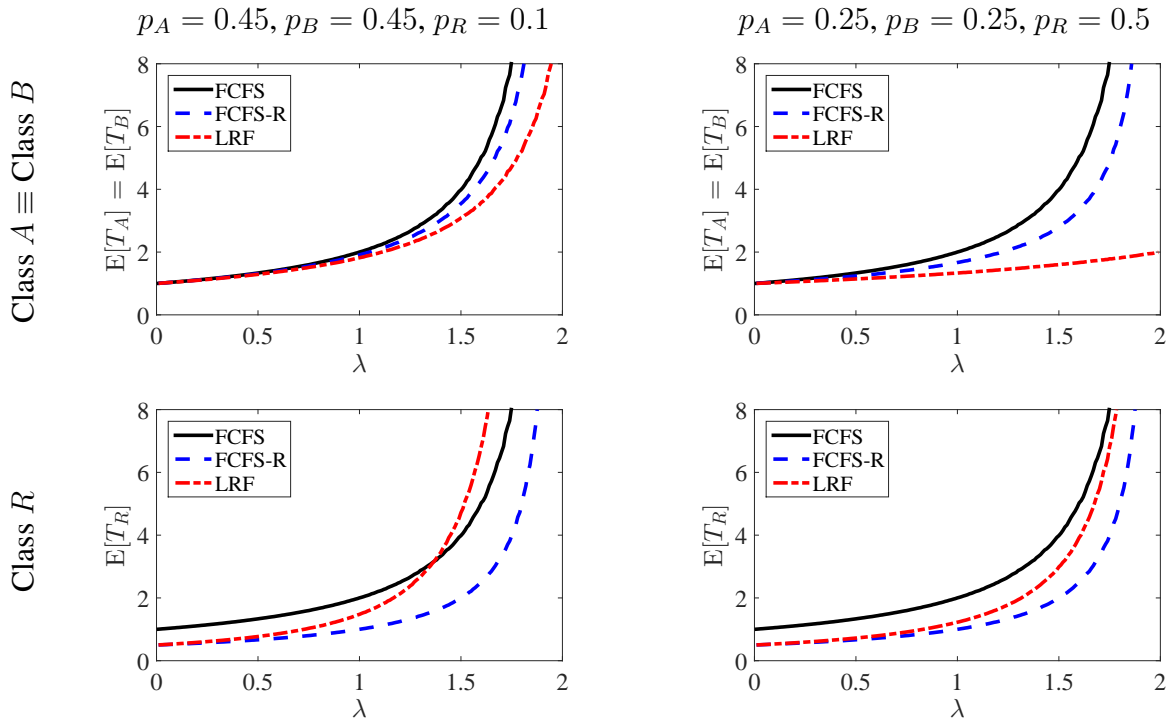 p_A = 0.45, p_B = 0.45, p_R = 0.1
p_A = 0.25, p_B = 0.25, p_R = 0.5
Class A ≡ Class B
E[T_A] = E[T_B]
8
6
4
2
0
FCFS
FCFS-R
LRF
0 0.5 1 1.5 2
λ
E[T_A] = E[T_B]
8
6
4
2
0
FCFS
FCFS-R
LRF
0 0.5 1 1.5 2
λ
Class R
E[T_R]
8
6
4
2
0
FCFS
FCFS-R
LRF
0 0.5 1 1.5 2
λ
E[T_R]
8
6
4
2
0
FCFS
FCFS-R
LRF
0 0.5 1 1.5 2
λ